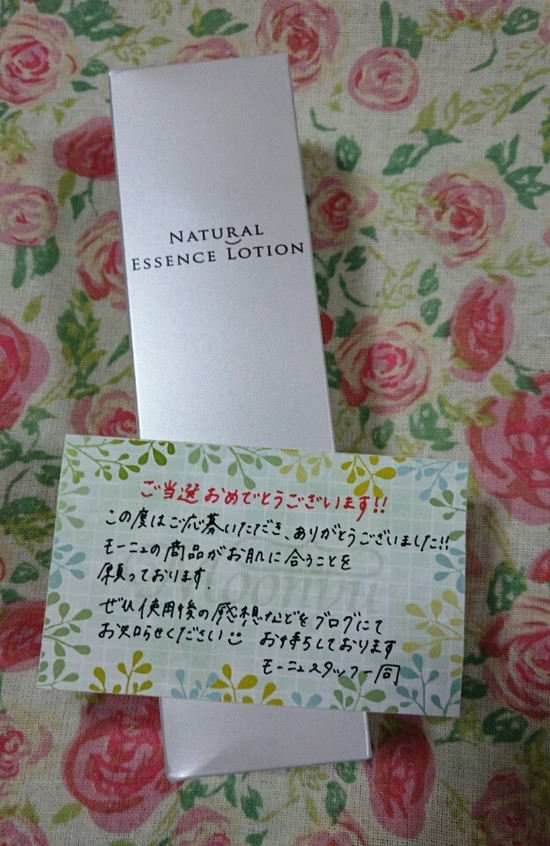 NATURAL
ESSENCE LOTION
ご当選おめでとうございます!!
この度はご応募いただき、ありがとうございました!!
モーニュの商品がお肌に合うことを
願っております.
Moonyu
ぜひ使用後の感想などをブログにて
お知らせください お待ちしております
モーニュスタッフ一同